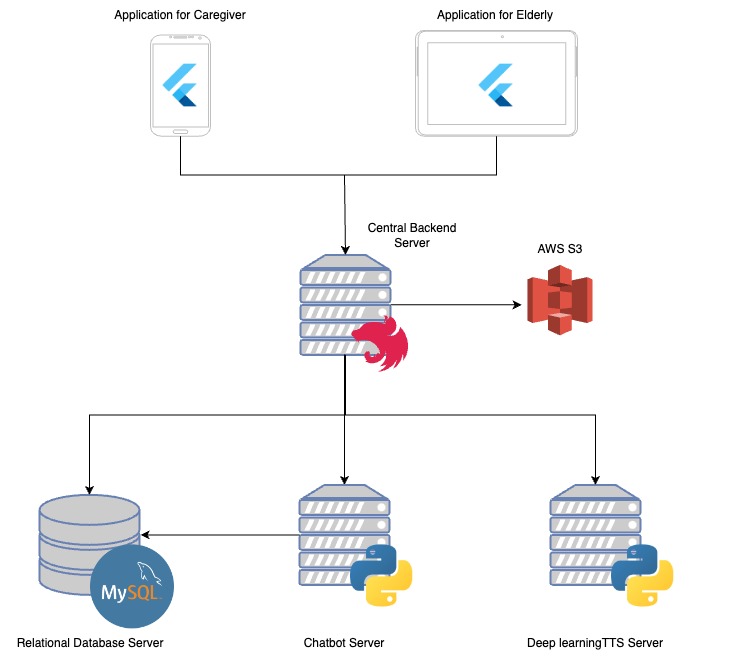 Application for Caregiver
Application for Elderly
Central Backend
Server
AWS S3
MySQL
Relational Database Server
Chatbot Server
Deep learningTTS Server